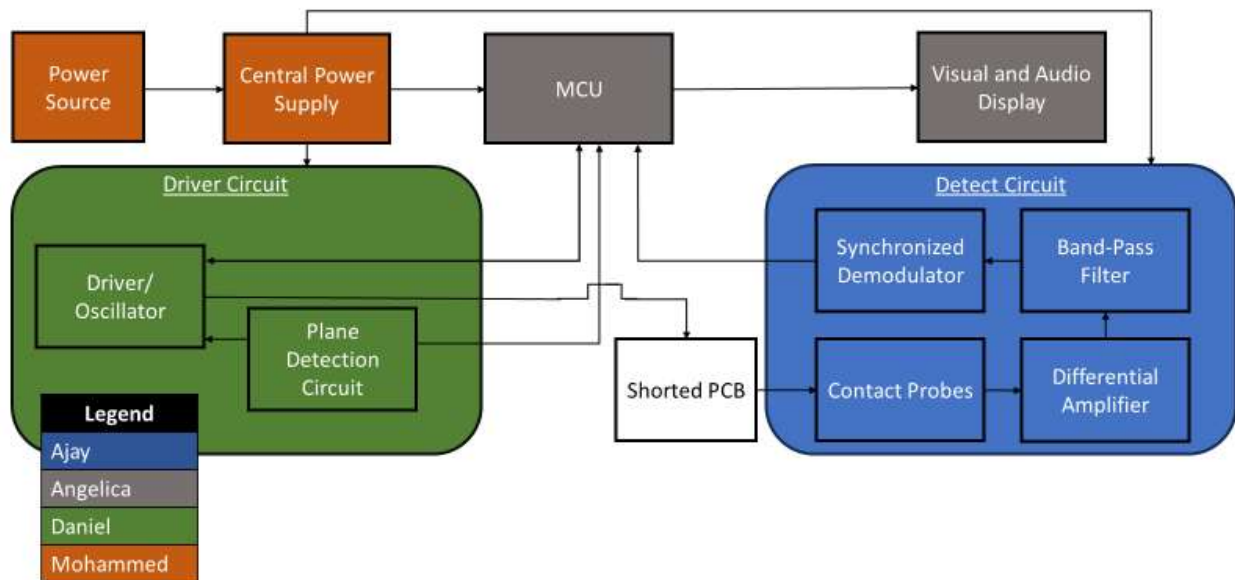 Power
Source
Central Power
Supply
MCU
Visual and Audio
Display
Driver Circuit
Driver/
Oscillator
Plane
Detection
Circuit
Detect Circuit
Synchronized
Demodulator
Band-Pass
Filter
Shorted PCB
Contact Probes
Differential
Amplifier
Legend
Ajay
Angelica
Daniel
Mohammed